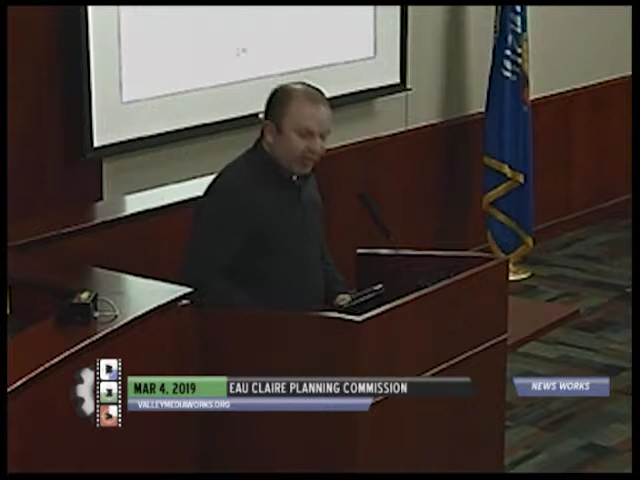 MAR 4, 2019
EAU CLAIRE PLANNING COMMISSION
NEWS WORKS
VALLEYMEDIAWORKS.ORG